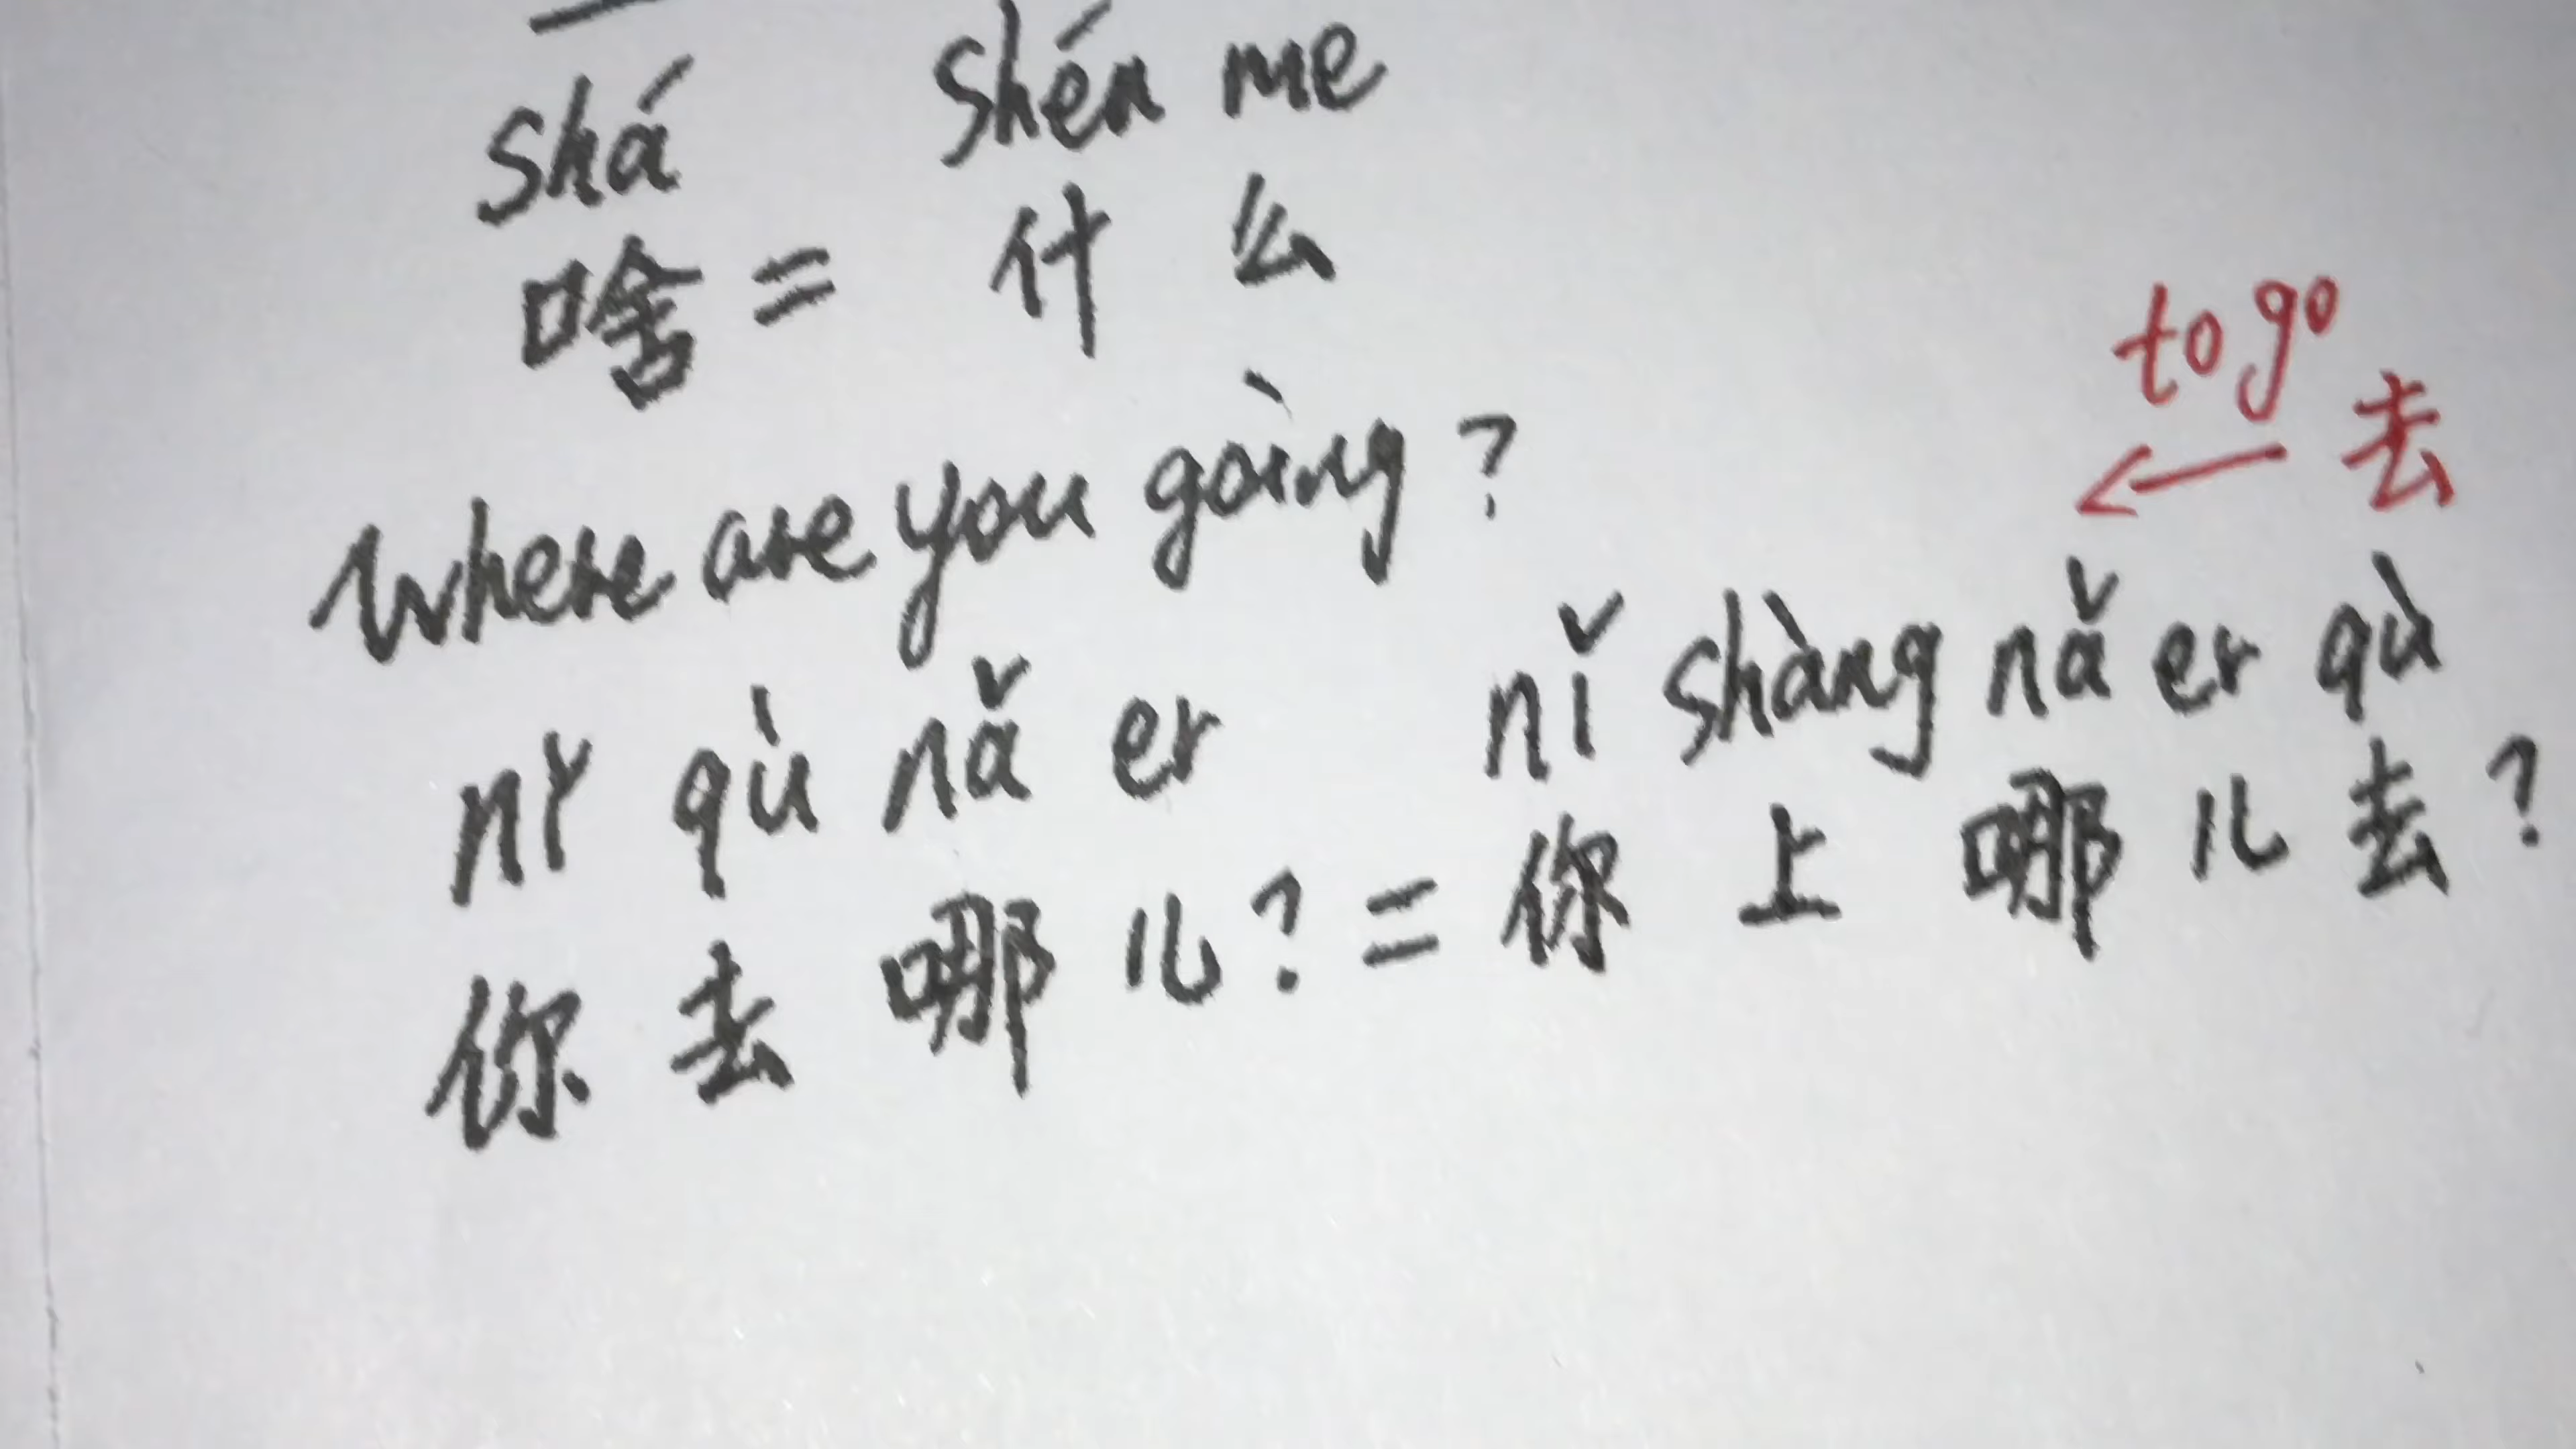 shá shén me
啥 = 什 么
to go
← 去
Where are you going?
nǐ qù nǎ er nǐ shàng nǎ er qù
你 去 哪 儿? = 你 上 哪 儿 去?